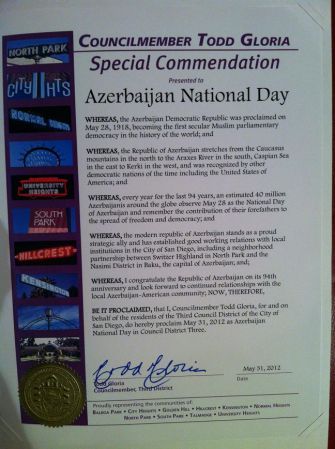 NORTH PARK
CITY HTS
NORMAL HEIGHTS
UNIVERSITY HEIGHTS
SOUTH PARK
HILLCREST
KENSINGTON
COUNCILMEMBER TODD GLORIA
Special Commendation
Presented to
Azerbaijan National Day
WHEREAS, the Azerbaijan Democratic Republic was proclaimed on
May 28, 1918, becoming the first secular Muslim parliamentary
democracy in the history of the world; and
WHEREAS, the Republic of Azerbaijan stretches from the Caucasus
mountains in the north to the Araxes River in the south, Caspian Sea
in the east to Kerki in the west, and was recognized by other
democratic nations of the time including the United States of
America; and
WHEREAS, every year for the last 94 years, an estimated 40 million
Azerbaijanis around the globe observe May 28 as the National Day
of Azerbaijan and remember the contribution of their forefathers to
the spread of freedom and democracy; and
WHEREAS, the modern republic of Azerbaijan stands as a proud
strategic ally and has established good working relations with local
institutions in the City of San Diego, including a neighborhood
partnership between Switzer Highland in North Park and the
Nasimi District in Baku, the capital of Azerbaijan; and;
WHEREAS, I congratulate the Republic of Azerbaijan on its 94th
anniversary and look forward to continued relationships with the
local Azerbaijan-American community; NOW, THEREFORE,
BE IT PROCLAIMED, that I, Councilmember Todd Gloria, for and on
behalf of the residents of the Third Council District of the City of
San Diego, do hereby proclaim May 31, 2012 as Azerbaijan
National Day in Council District Three.
Todd Gloria
May 31, 2012
Todd Gloria
Date
Councilmember, Third District
Proudly representing the communities of:
BALBOA PARK • CITY HEIGHTS • GOLDEN HILL • HILLCREST • KENSINGTON • NORMAL HEIGHTS
NORTH PARK • SOUTH PARK • TALMADGE • UNIVERSITY HEIGHTS